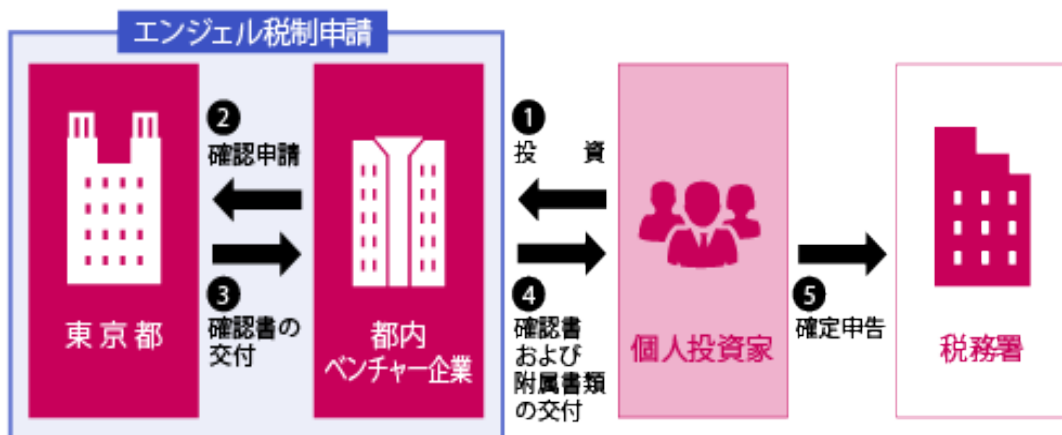 エンジェル税制申請
❷
確認申請
❸
確認書の
交付
東京都
都内
ベンチャー企業
❶
投 資
❹
確認書
および
附属書類
の交付
個人投資家
❺
確定申告
税務署